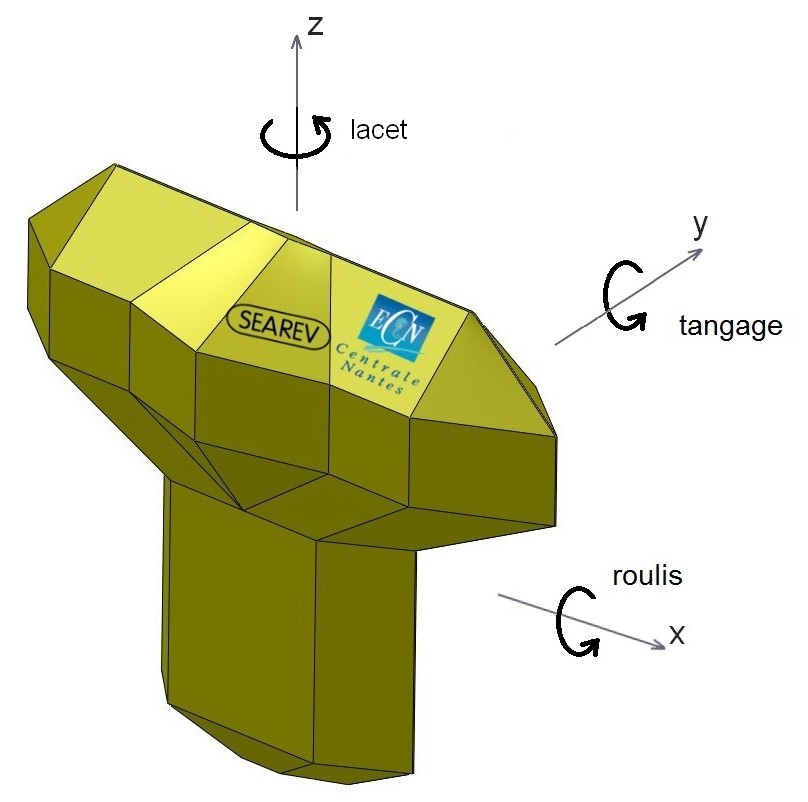 z
lacet
y
tangage
SEAREV
ECN
Centrale
Nantes
roulis
x